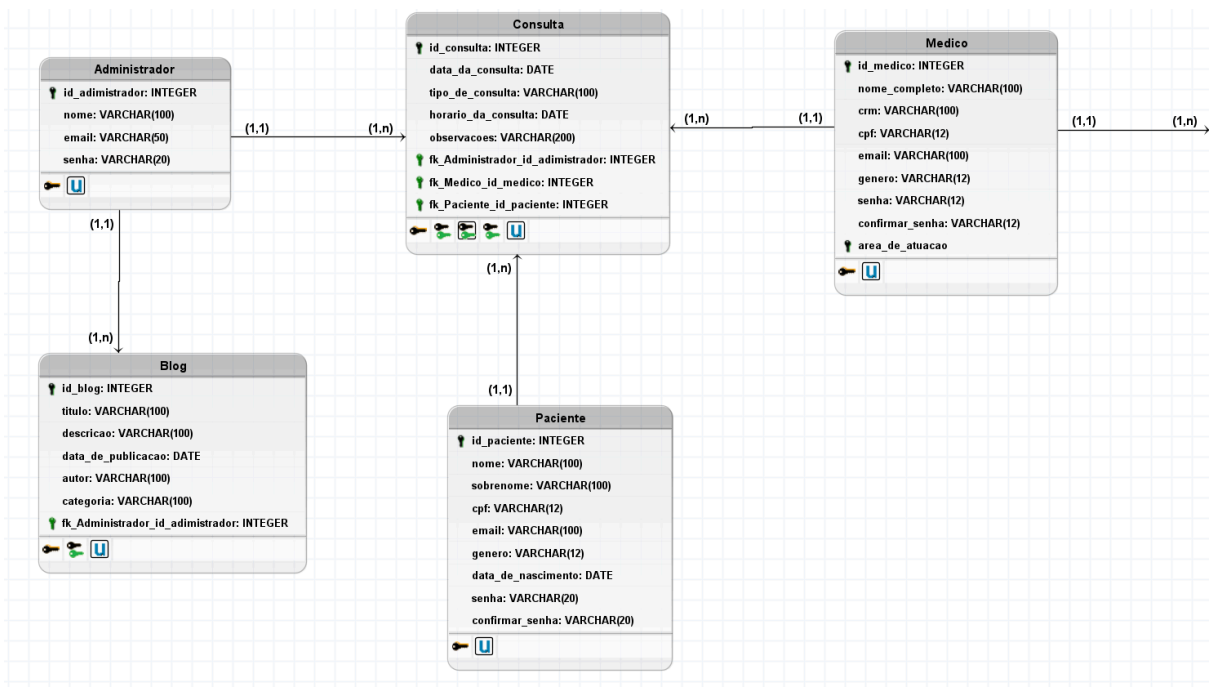 Administrador
id_adimistrador: INTEGER
nome: VARCHAR(100)
email: VARCHAR(50)
senha: VARCHAR(20)
U
(1,1)
(1,n)
Consulta
id_consulta: INTEGER
data_da_consulta: DATE
tipo_de_consulta: VARCHAR(100)
horario_da_consulta: DATE
observacoes: VARCHAR(200)
fk_Administrador_id_adimistrador: INTEGER
fk_Medico_id_medico: INTEGER
fk_Paciente_id_paciente: INTEGER
U
(1,n)
(1,1)
Medico
id_medico: INTEGER
nome_completo: VARCHAR(100)
crm: VARCHAR(100)
cpf: VARCHAR(12)
email: VARCHAR(100)
genero: VARCHAR(12)
senha: VARCHAR(12)
confirmar_senha: VARCHAR(12)
area_de_atuacao
U
(1,1)
(1,n)
(1,1)
(1,n)
Blog
id_blog: INTEGER
titulo: VARCHAR(100)
descricao: VARCHAR(100)
data_de_publicacao: DATE
autor: VARCHAR(100)
categoria: VARCHAR(100)
fk_Administrador_id_adimistrador: INTEGER
U
(1,n)
(1,1)
Paciente
id_paciente: INTEGER
nome: VARCHAR(100)
sobrenome: VARCHAR(100)
cpf: VARCHAR(12)
email: VARCHAR(100)
genero: VARCHAR(12)
data_de_nascimento: DATE
senha: VARCHAR(20)
confirmar_senha: VARCHAR(20)
U